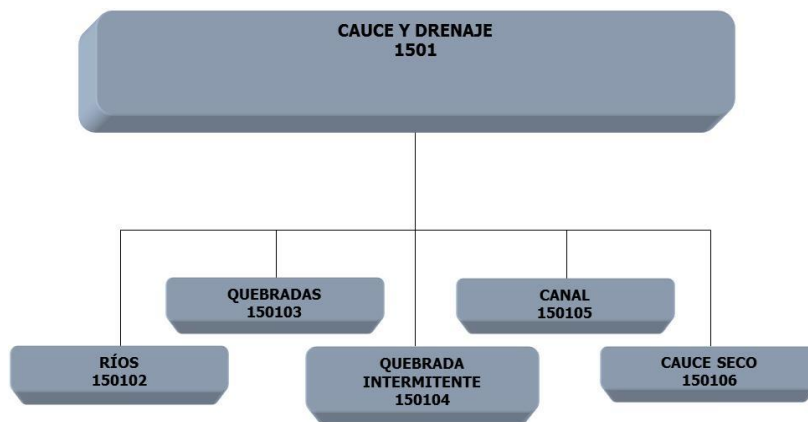 CAUCE Y DRENAJE
1501
QUEBRADAS
150103
CANAL
150105
RÍOS
150102
QUEBRADA
INTERMITENTE
150104
CAUCE SECO
150106